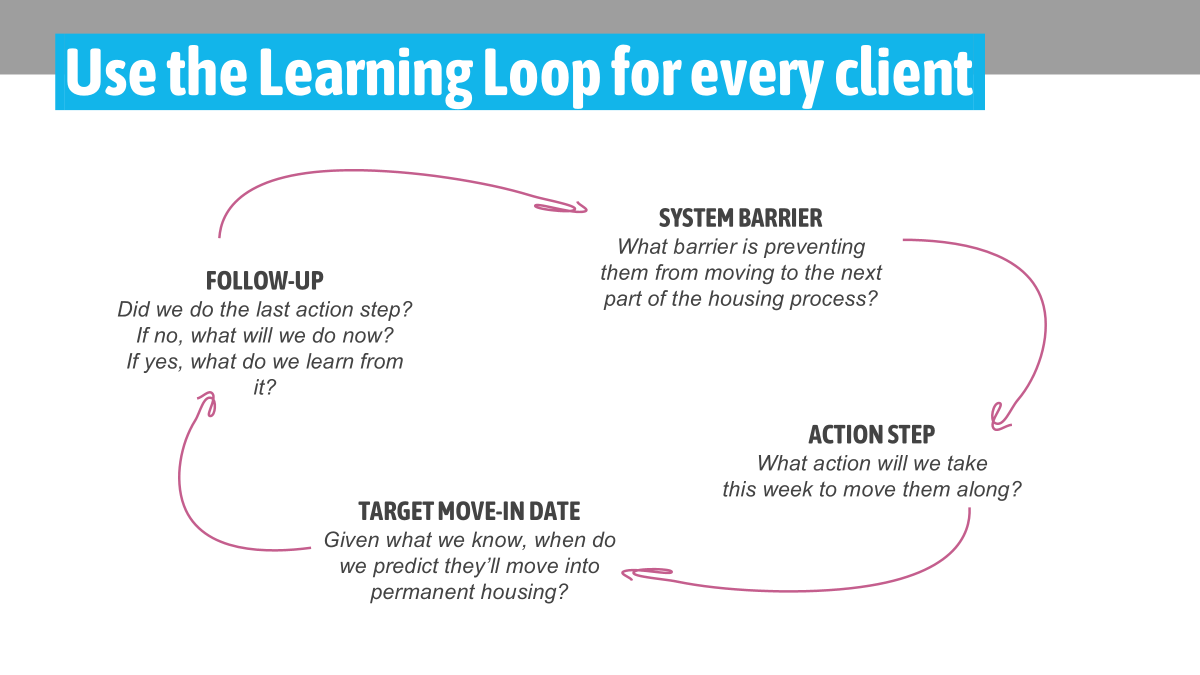 Use the Learning Loop for every client
SYSTEM BARRIER
What barrier is preventing
them from moving to the next
part of the housing process?
FOLLOW-UP
Did we do the last action step?
If no, what will we do now?
If yes, what do we learn from
it?
ACTION STEP
What action will we take
this week to move them along?
TARGET MOVE-IN DATE
Given what we know, when do
we predict they’ll move into
permanent housing?